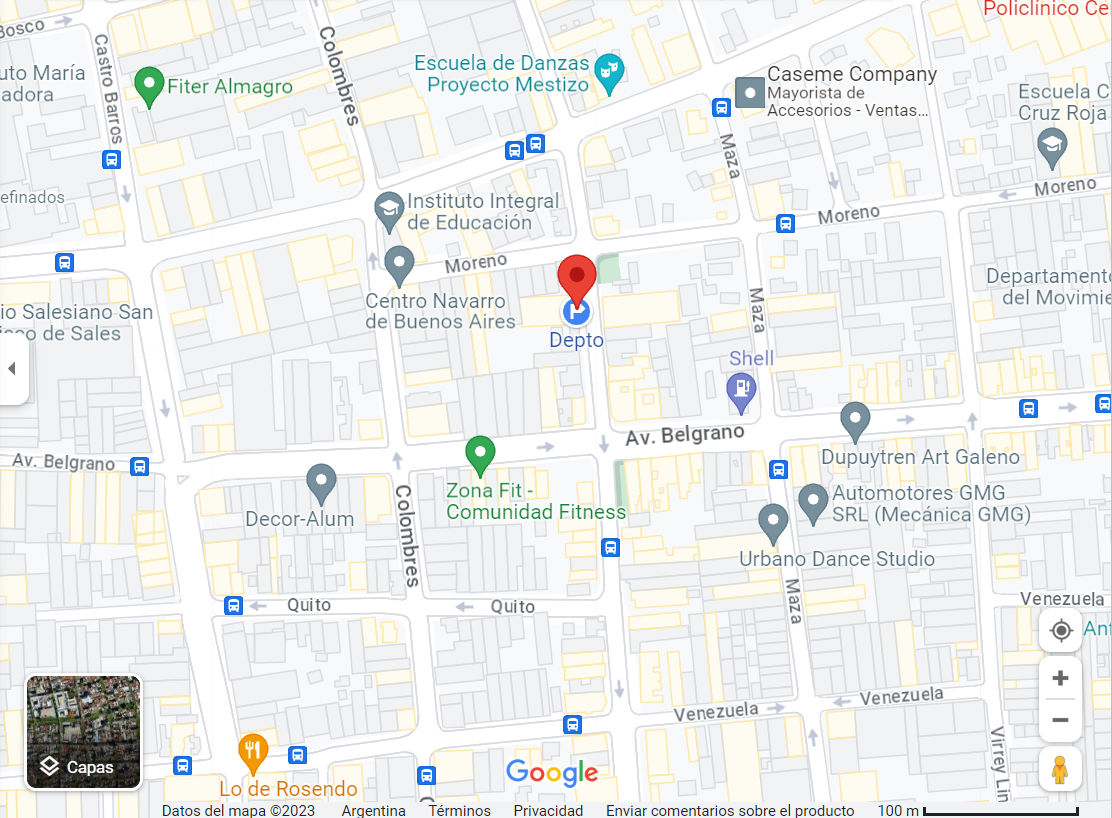 Policlínico Ce
Bosco
Castro Barros
Colombres
Escuela de Danzas
Proyecto Mestizo
Caseme Company
Mayorista de
Accesorios - Ventas...
uto María
adora
Fiter Almagro
Escuela C
Cruz Roja
Maza
efinados
Instituto Integral
de Educación
Moreno
Moreno
Moreno
Centro Navarro
de Buenos Aires
Departamento
del Movimie
io Salesiano San
isco de Sales
Maza
Depto
Shell
Av. Belgrano
Av. Belgrano
Dupuytren Art Galeno
Zona Fit -
Comunidad Fitness
Decor-Alum
Colombres
Automotores GMG
SRL (Mecánica GMG)
Urbano Dance Studio
Maza
Quito
Quito
Venezuela
Ant
Venezuela
Venezuela
Virrey Lin
Capas
Lo de Rosendo
Google
Datos del mapa ©2023
Argentina
Términos
Privacidad
Enviar comentarios sobre el producto
100 m